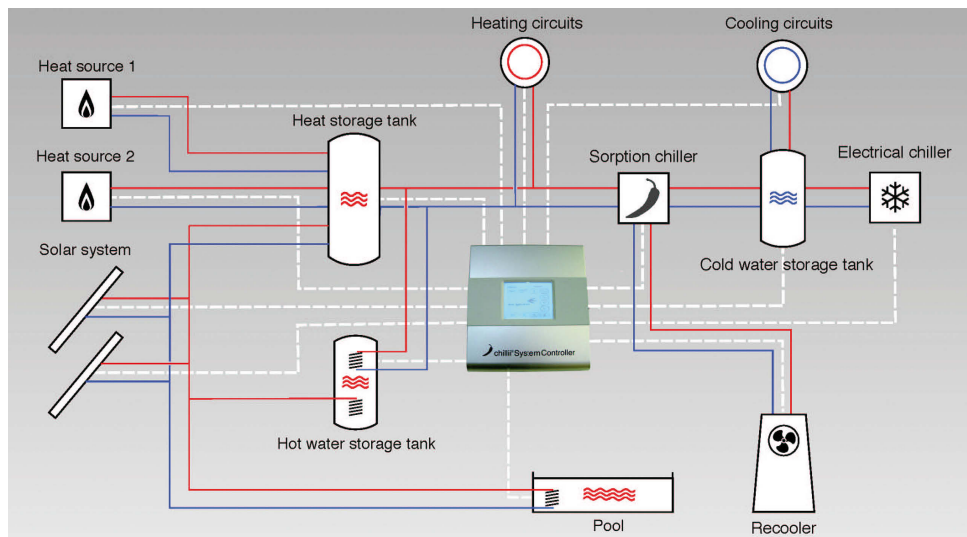 Heating circuits
Cooling circuits
Heat source 1
Heat storage tank
Heat source 2
Sorption chiller
Electrical chiller
Solar system
Cold water storage tank
chillii® System Controller
Hot water storage tank
Pool
Recooler